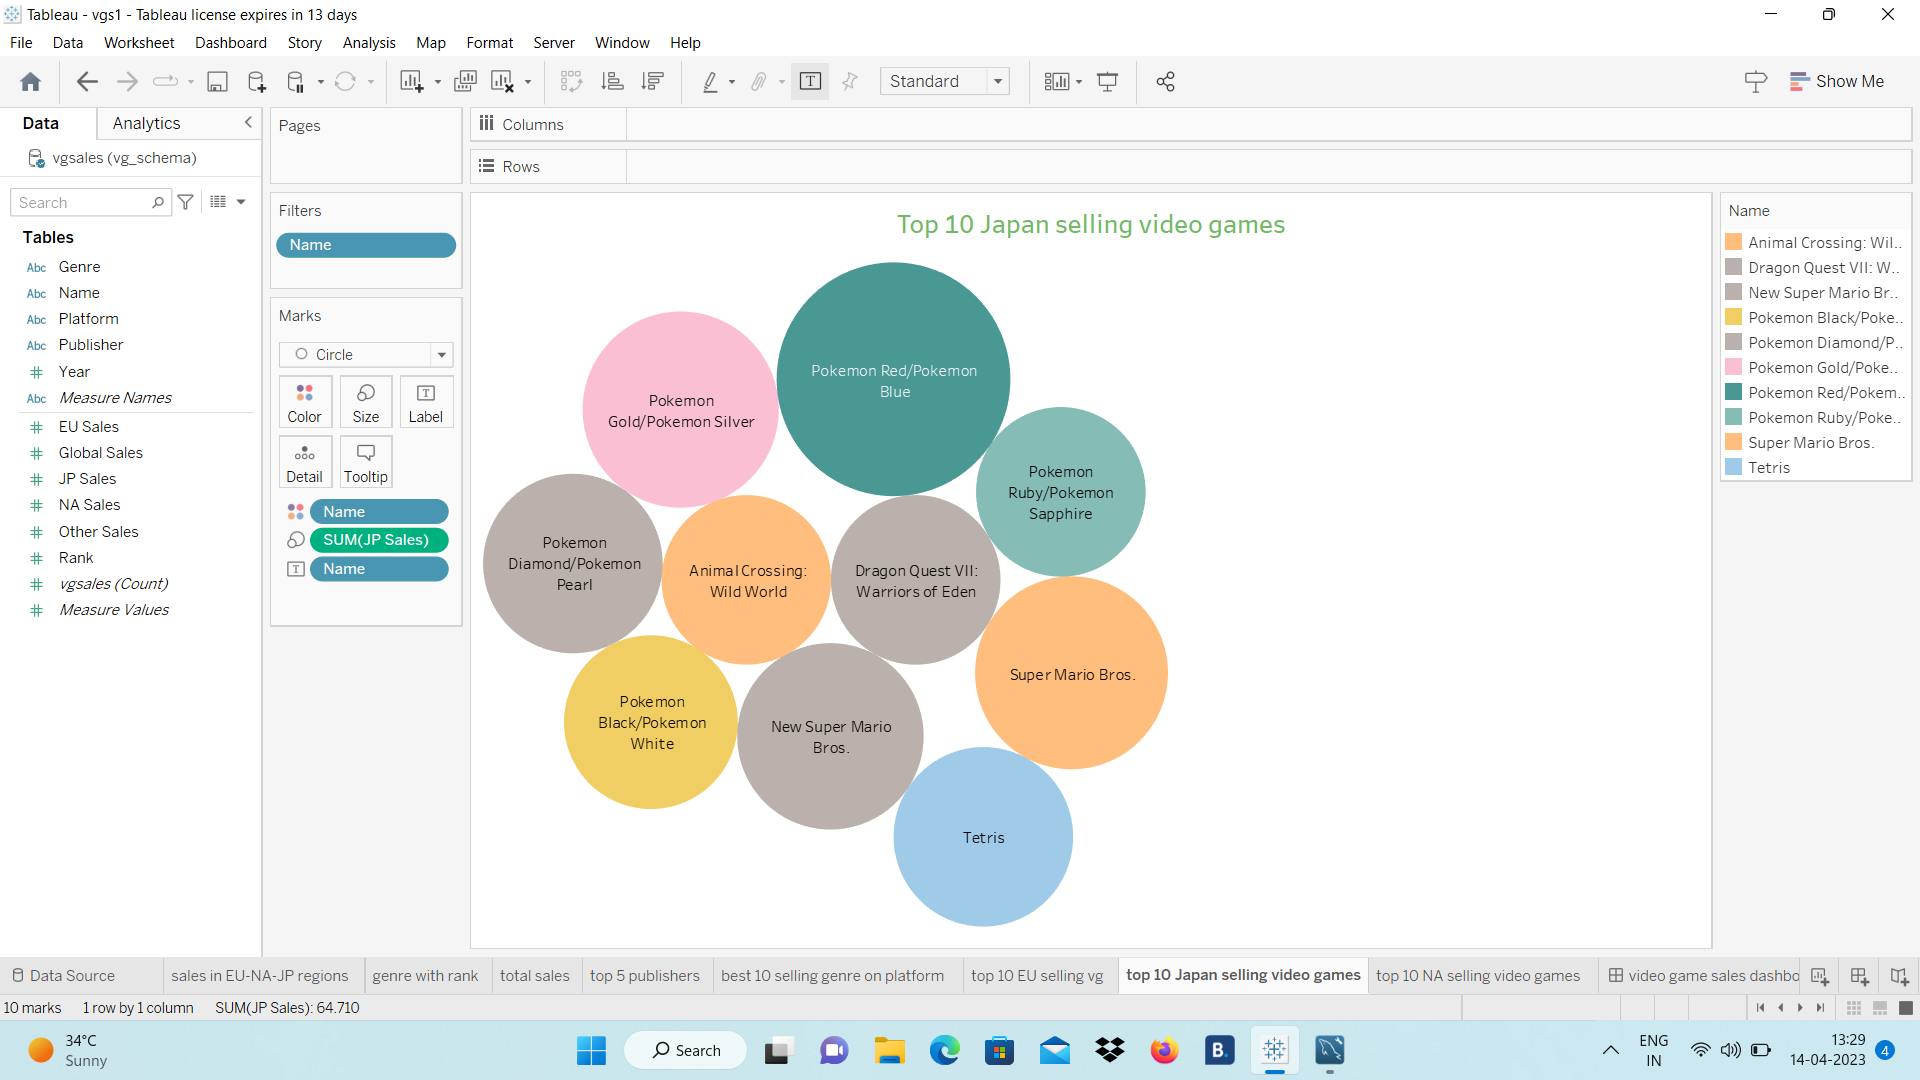 Tableau - vgs1 - Tableau license expires in 13 days
File Data Worksheet Dashboard Story Analysis Map Format Server Window Help
Standard
Show Me
Data Analytics
vgsales (vg_schema)
Search
Tables
Abc Genre
Abc Name
Abc Platform
Abc Publisher
# Year
Abc Measure Names
# EU Sales
# Global Sales
# JP Sales
# NA Sales
# Other Sales
# Rank
# vgsales (Count)
# Measure Values
Pages
Filters
Name
Marks
Circle
Color Size Label
Detail Tooltip
Name
SUM(JP Sales)
Name
Columns
Rows
Top 10 Japan selling video games
Pokemon Red/Pokemon
Blue
Pokemon
Gold/Pokemon Silver
Pokemon
Ruby/Pokemon
Sapphire
Pokemon
Diamond/Pokemon
Pearl
Animal Crossing:
Wild World
Dragon Quest VII:
Warriors of Eden
Super Mario Bros.
Pokemon
Black/Pokemon
White
New Super Mario
Bros.
Tetris
Name
Animal Crossing: Wil..
Dragon Quest VII: W..
New Super Mario Br..
Pokemon Black/Poke..
Pokemon Diamond/P..
Pokemon Gold/Poke..
Pokemon Red/Pokem..
Pokemon Ruby/Poke..
Super Mario Bros.
Tetris
Data Source sales in EU-NA-JP regions genre with rank total sales top 5 publishers best 10 selling genre on platform top 10 EU selling vg top 10 Japan selling video games top 10 NA selling video games video game sales dashbo
10 marks 1 row by 1 column SUM(JP Sales): 64.710
34°C
Sunny
Search
B.
ENG
IN
13:29
14-04-2023
4